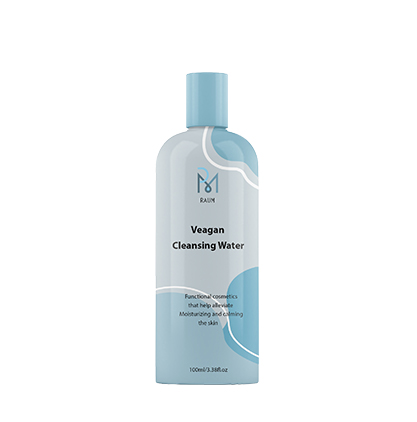 RAUM
Veagan
Cleansing Water
Functional cosmetics
that help alleviate
Moisturizing and calming
the skin
100ml/3.38fl.oz